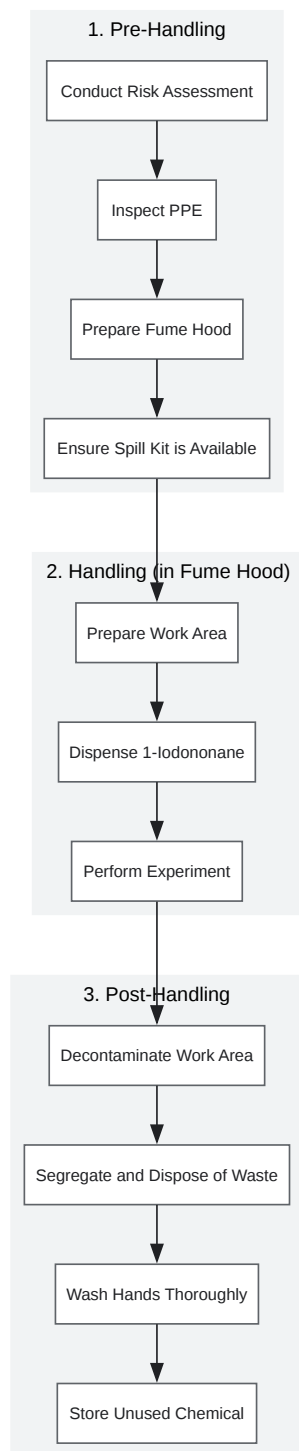 1. Pre-Handling
Conduct Risk Assessment
Inspect PPE
Prepare Fume Hood
Ensure Spill Kit is Available
2. Handling (in Fume Hood)
Prepare Work Area
Dispense 1-Iodononane
Perform Experiment
3. Post-Handling
Decontaminate Work Area
Segregate and Dispose of Waste
Wash Hands Thoroughly
Store Unused Chemical